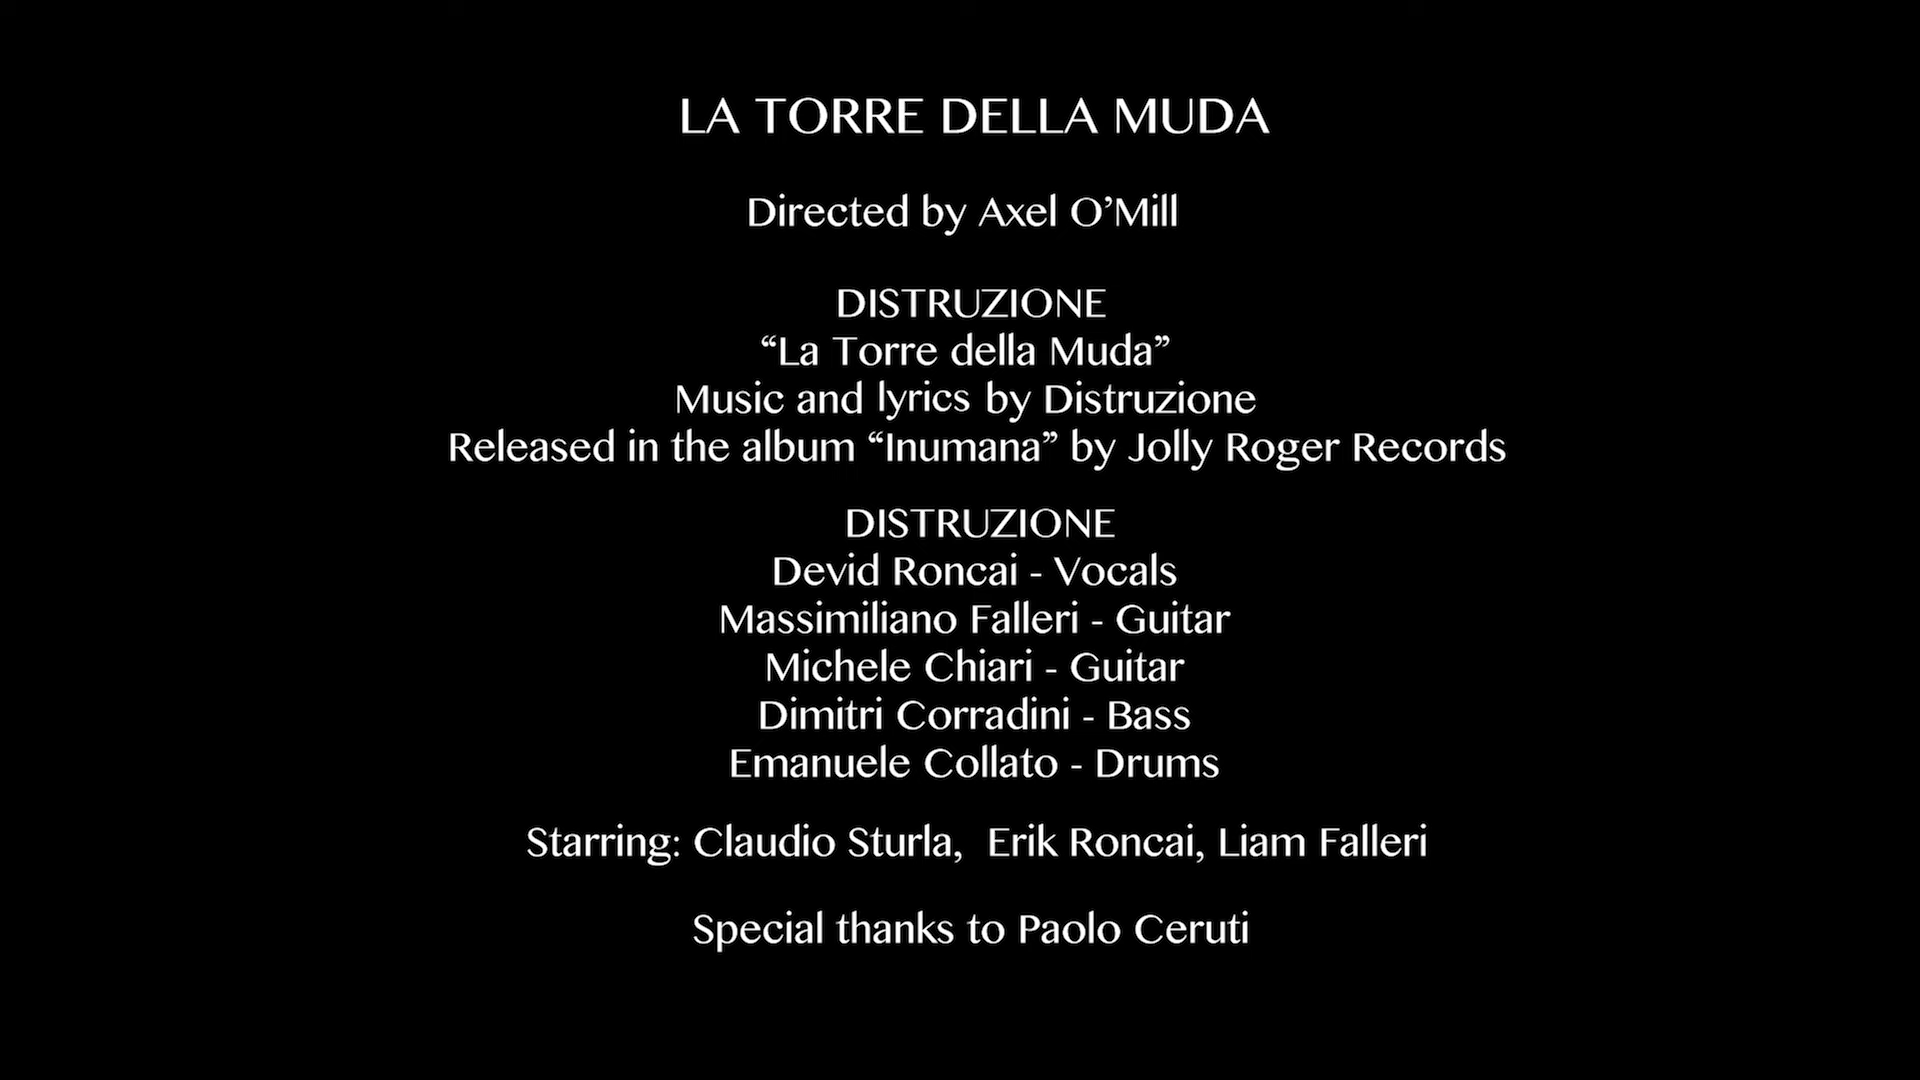 LA TORRE DELLA MUDA
Directed by Axel O’Mill
DISTRUZIONE
“La Torre della Muda”
Music and lyrics by Distruzione
Released in the album “Inumana” by Jolly Roger Records
DISTRUZIONE
Devid Roncai - Vocals
Massimiliano Falleri - Guitar
Michele Chiari - Guitar
Dimitri Corradini - Bass
Emanuele Collato - Drums
Starring: Claudio Sturla,  Erik Roncai, Liam Falleri
Special thanks to Paolo Ceruti